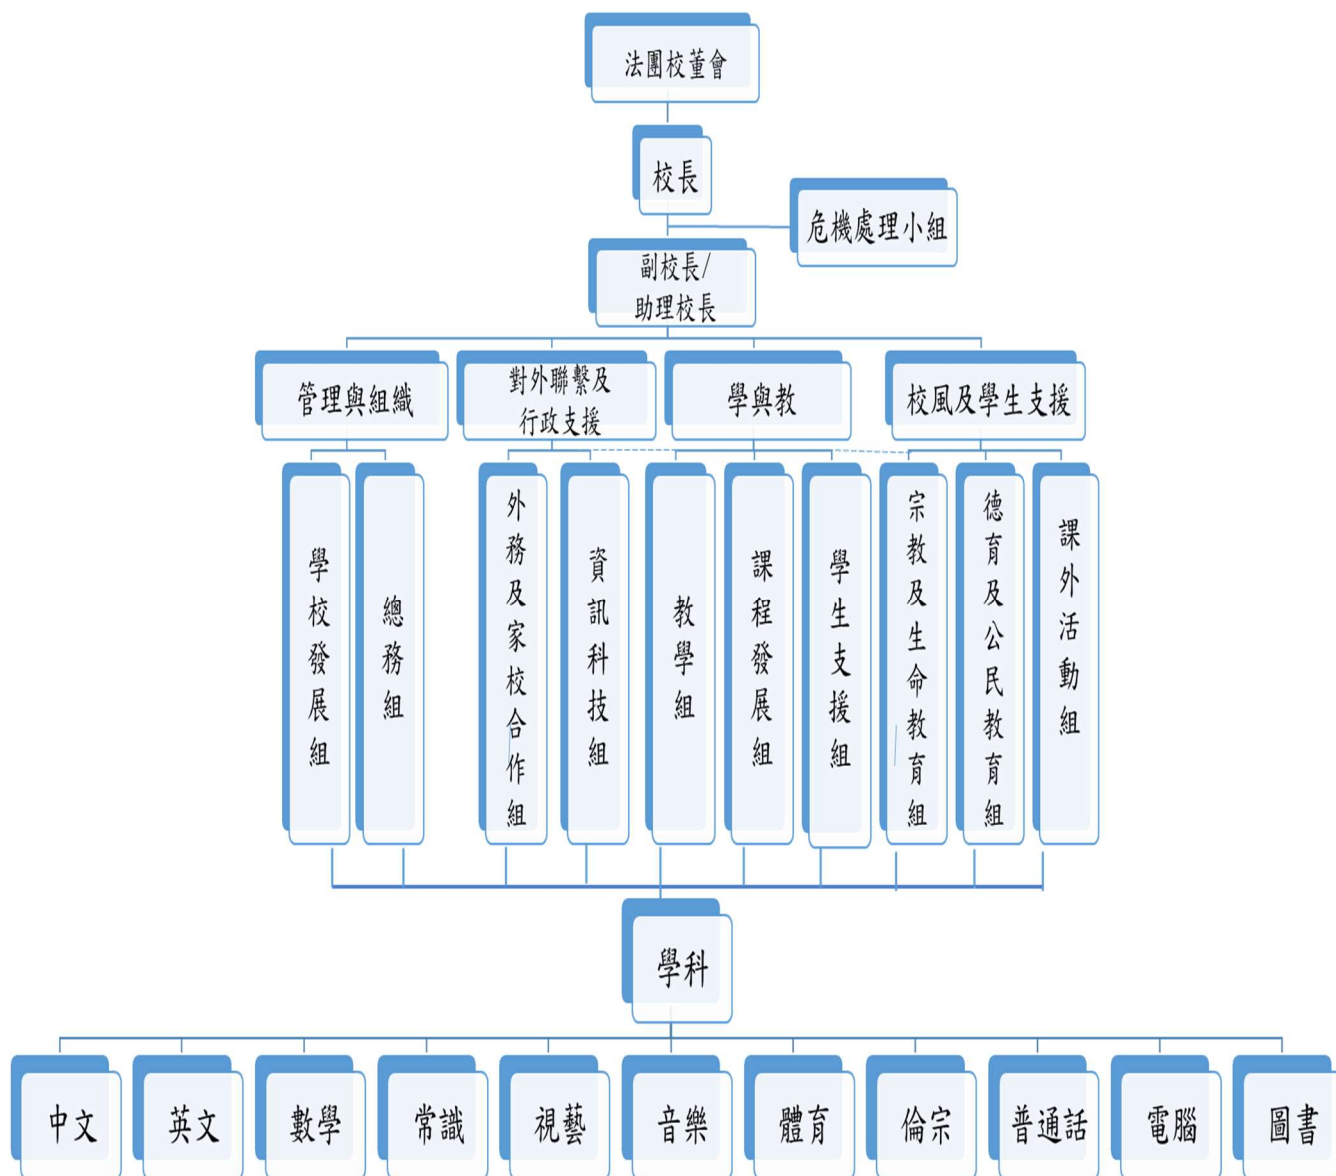 法團校董會
校長
危機處理小組
副校長/
助理校長
管理與組織
對外聯繫及
行政支援
學與教
校風及學生支援
學校發展組
總務組
外務及家校合作組
資訊科技組
教學組
課程發展組
學生支援組
宗教及生命教育組
德育及公民教育組
課外活動組
學科
中文
英文
數學
常識
視藝
音樂
體育
倫宗
普通話
電腦
圖書